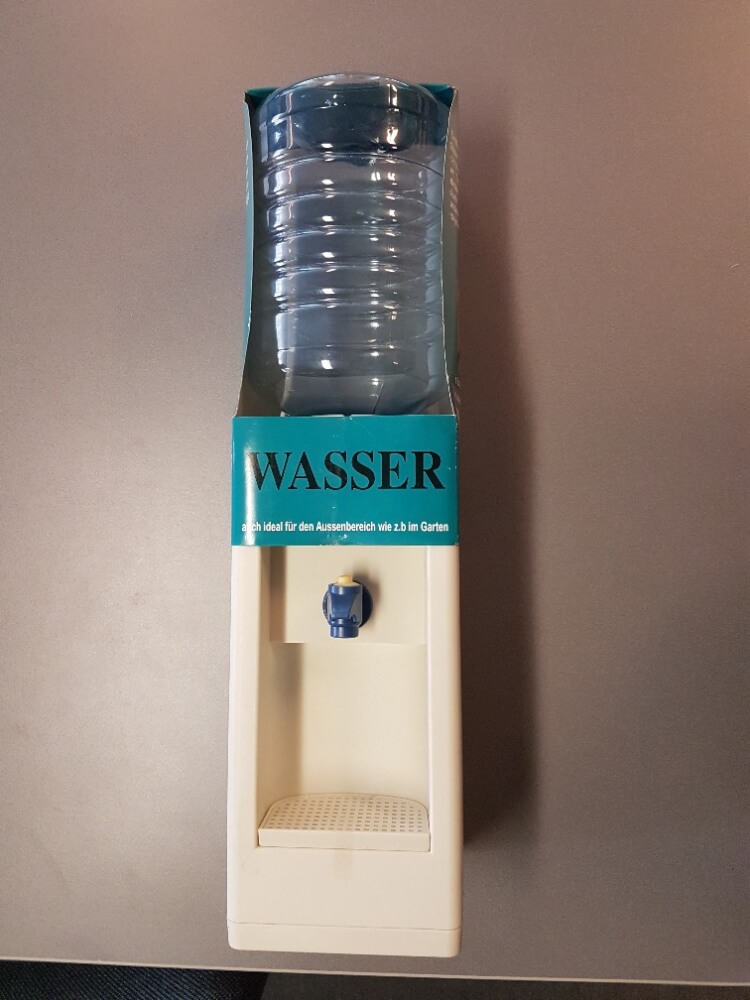 WASSER
auch ideal für den Aussenbereich wie z.b im Garten